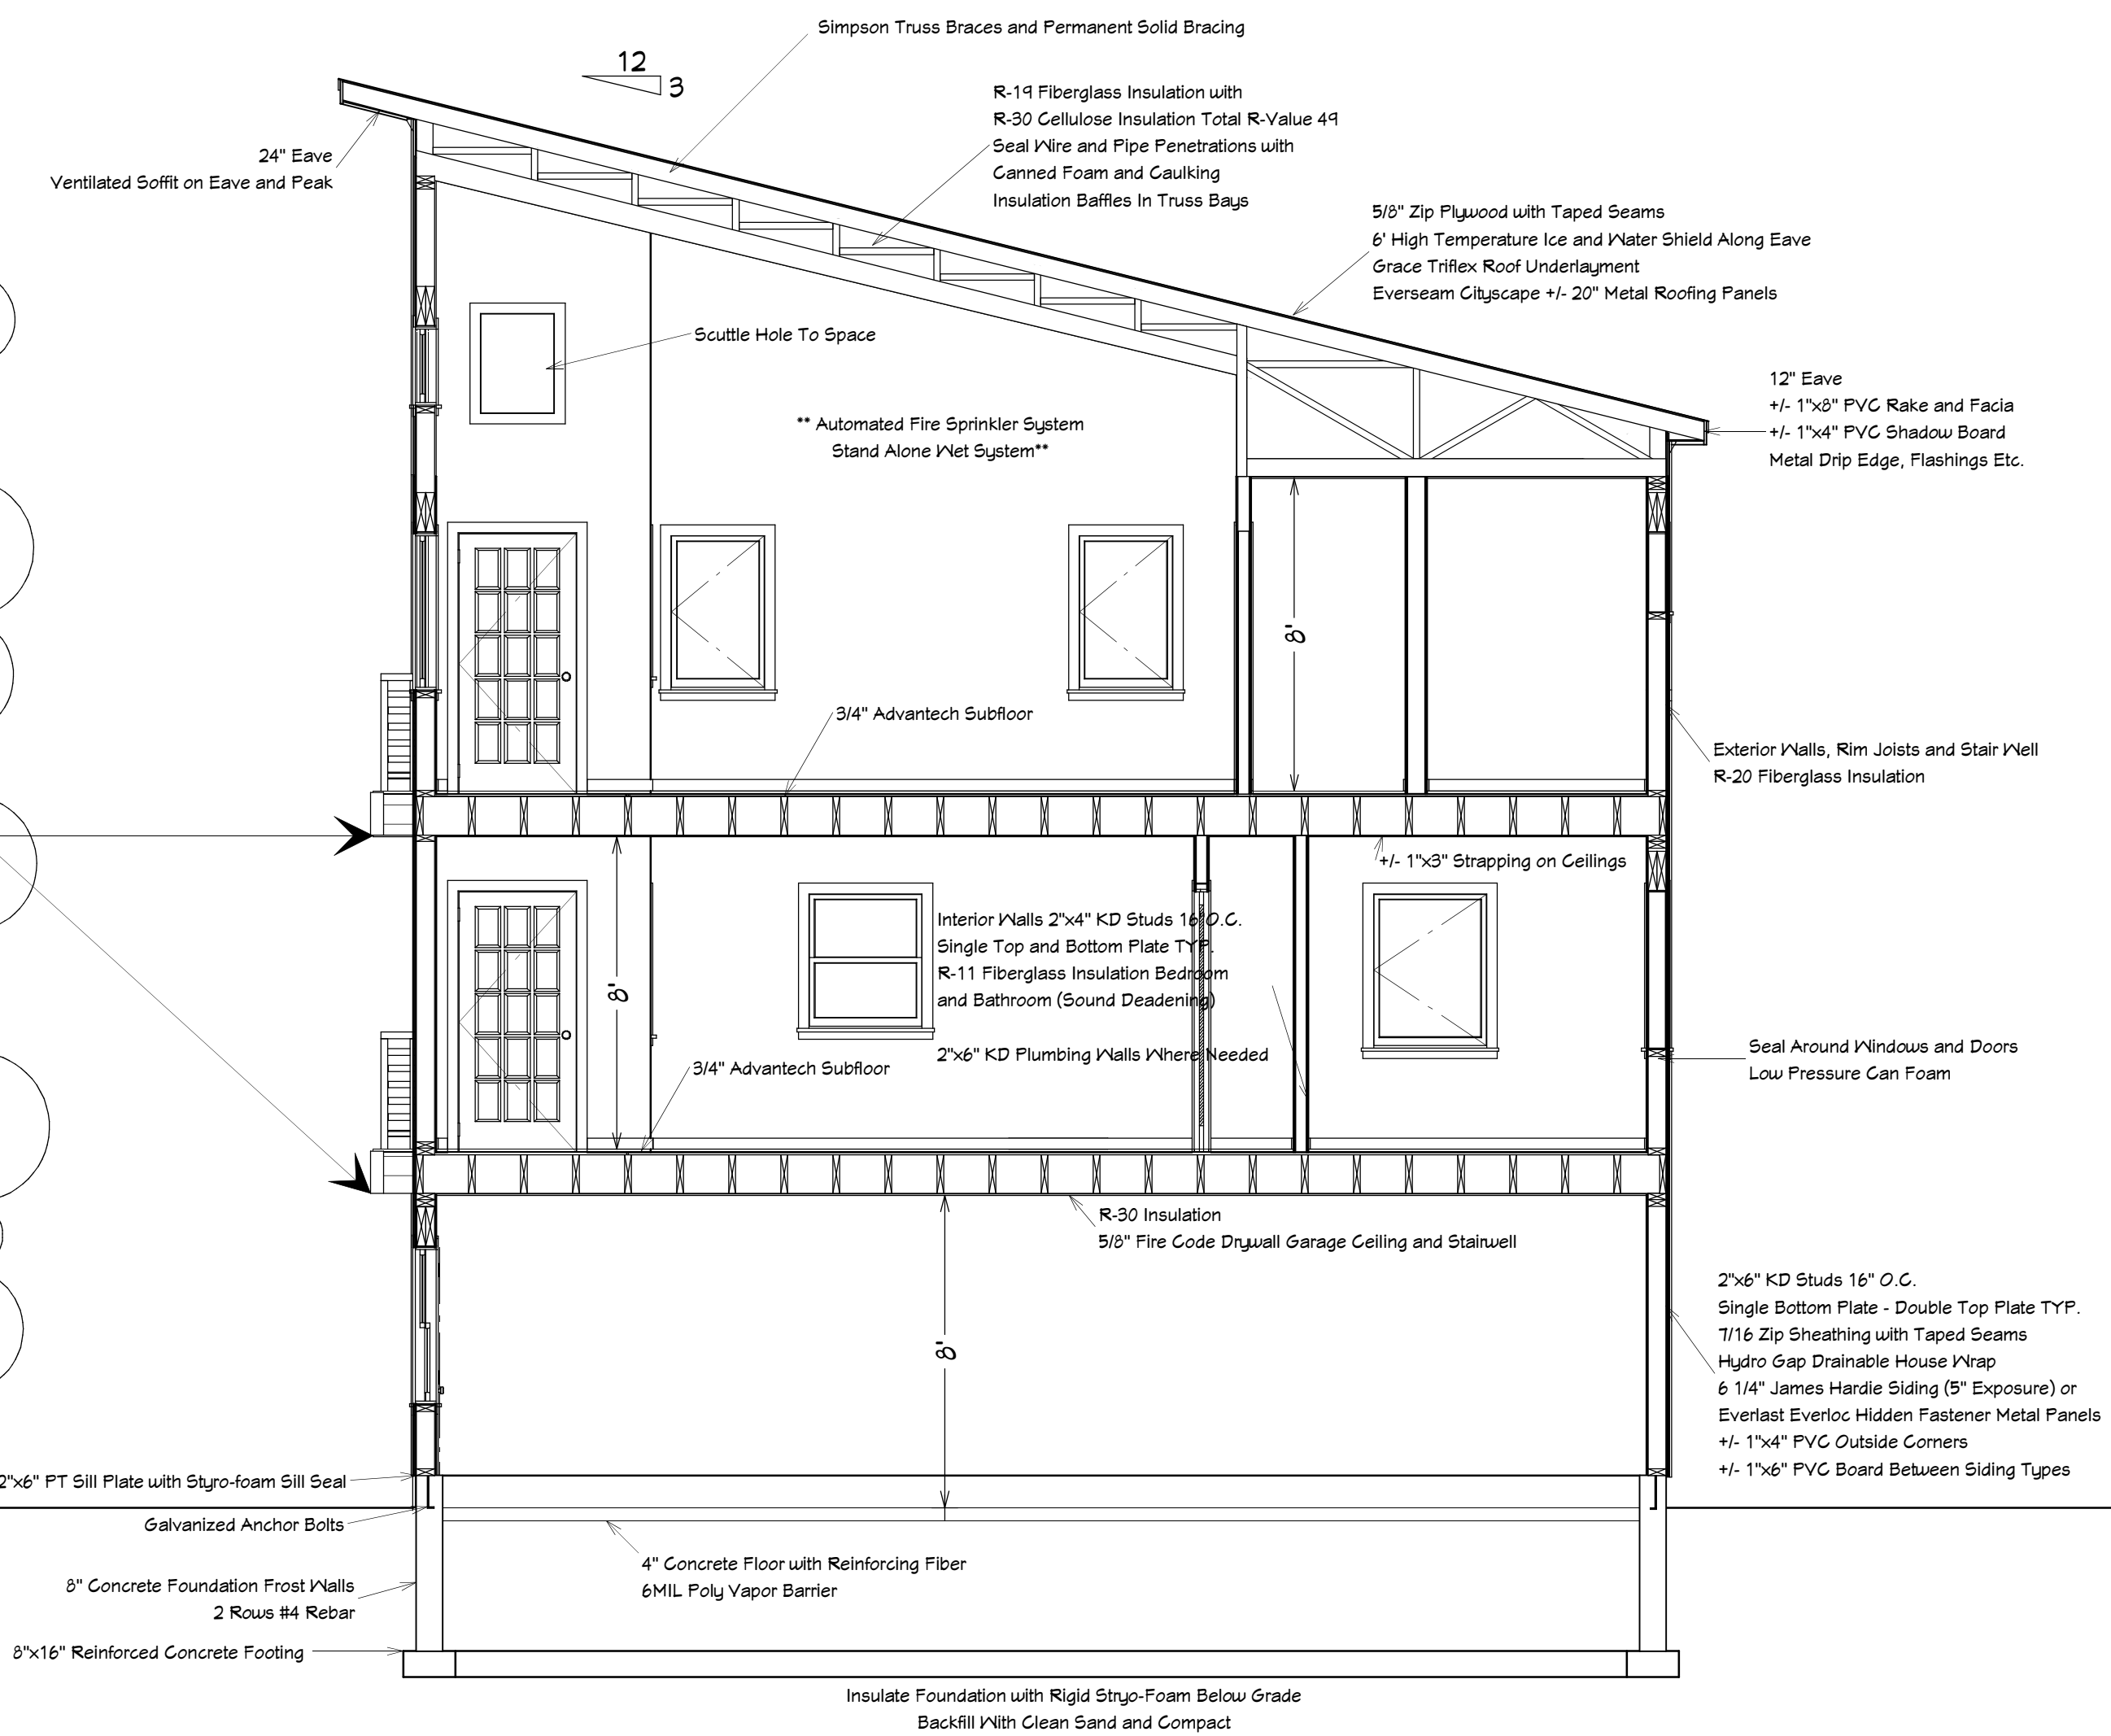 Simpson Truss Braces and Permanent Solid Bracing
12
3
R-19 Fiberglass Insulation with
R-30 Cellulose Insulation Total R-Value 49
Seal Wire and Pipe Penetrations with
Canned Foam and Caulking
Insulation Baffles In Truss Bays
24" Eave
Ventilated Soffit on Eave and Peak
5/8" Zip Plywood with Taped Seams
6' High Temperature Ice and Water Shield Along Eave
Grace Triflex Roof Underlayment
Everseam Cityscape +/- 20" Metal Roofing Panels
Scuttle Hole To Space
12" Eave
+/- 1"x8" PVC Rake and Facia
+/- 1"x4" PVC Shadow Board
Metal Drip Edge, Flashings Etc.
** Automated Fire Sprinkler System
Stand Alone Wet System**
8'
3/4" Advantech Subfloor
Exterior Walls, Rim Joists and Stair Well
R-20 Fiberglass Insulation
+/- 1"x3" Strapping on Ceilings
Interior Walls 2"x4" KD Studs 16" O.C.
Single Top and Bottom Plate TYP.
R-11 Fiberglass Insulation Bedroom
and Bathroom (Sound Deadening)
8'
2"x6" KD Plumbing Walls Where Needed
3/4" Advantech Subfloor
Seal Around Windows and Doors
Low Pressure Can Foam
R-30 Insulation
5/8" Fire Code Drywall Garage Ceiling and Stairwell
8'
2"x6" KD Studs 16" O.C.
Single Bottom Plate - Double Top Plate TYP.
7/16 Zip Sheathing with Taped Seams
Hydro Gap Drainable House Wrap
6 1/4" James Hardie Siding (5" Exposure) or
Everlast Everloc Hidden Fastener Metal Panels
+/- 1"x4" PVC Outside Corners
+/- 1"x6" PVC Board Between Siding Types
2"x6" PT Sill Plate with Styro-foam Sill Seal
Galvanized Anchor Bolts
4" Concrete Floor with Reinforcing Fiber
6MIL Poly Vapor Barrier
8" Concrete Foundation Frost Walls
2 Rows #4 Rebar
8"x16" Reinforced Concrete Footing
Insulate Foundation with Rigid Stryo-Foam Below Grade
Backfill With Clean Sand and Compact